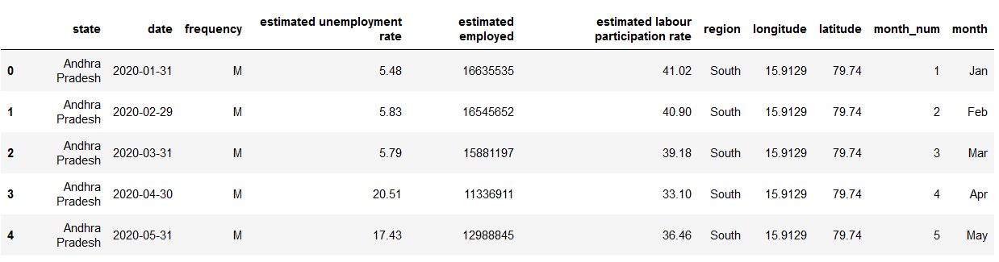 state date frequency estimated unemployment rate estimated employed estimated labour participation rate region longitude latitude month_num month
0 Andhra Pradesh 2020-01-31 M 5.48 16635535 41.02 South 15.9129 79.74 1 Jan
1 Andhra Pradesh 2020-02-29 M 5.83 16545652 40.90 South 15.9129 79.74 2 Feb
2 Andhra Pradesh 2020-03-31 M 5.79 15881197 39.18 South 15.9129 79.74 3 Mar
3 Andhra Pradesh 2020-04-30 M 20.51 11336911 33.10 South 15.9129 79.74 4 Apr
4 Andhra Pradesh 2020-05-31 M 17.43 12988845 36.46 South 15.9129 79.74 5 May